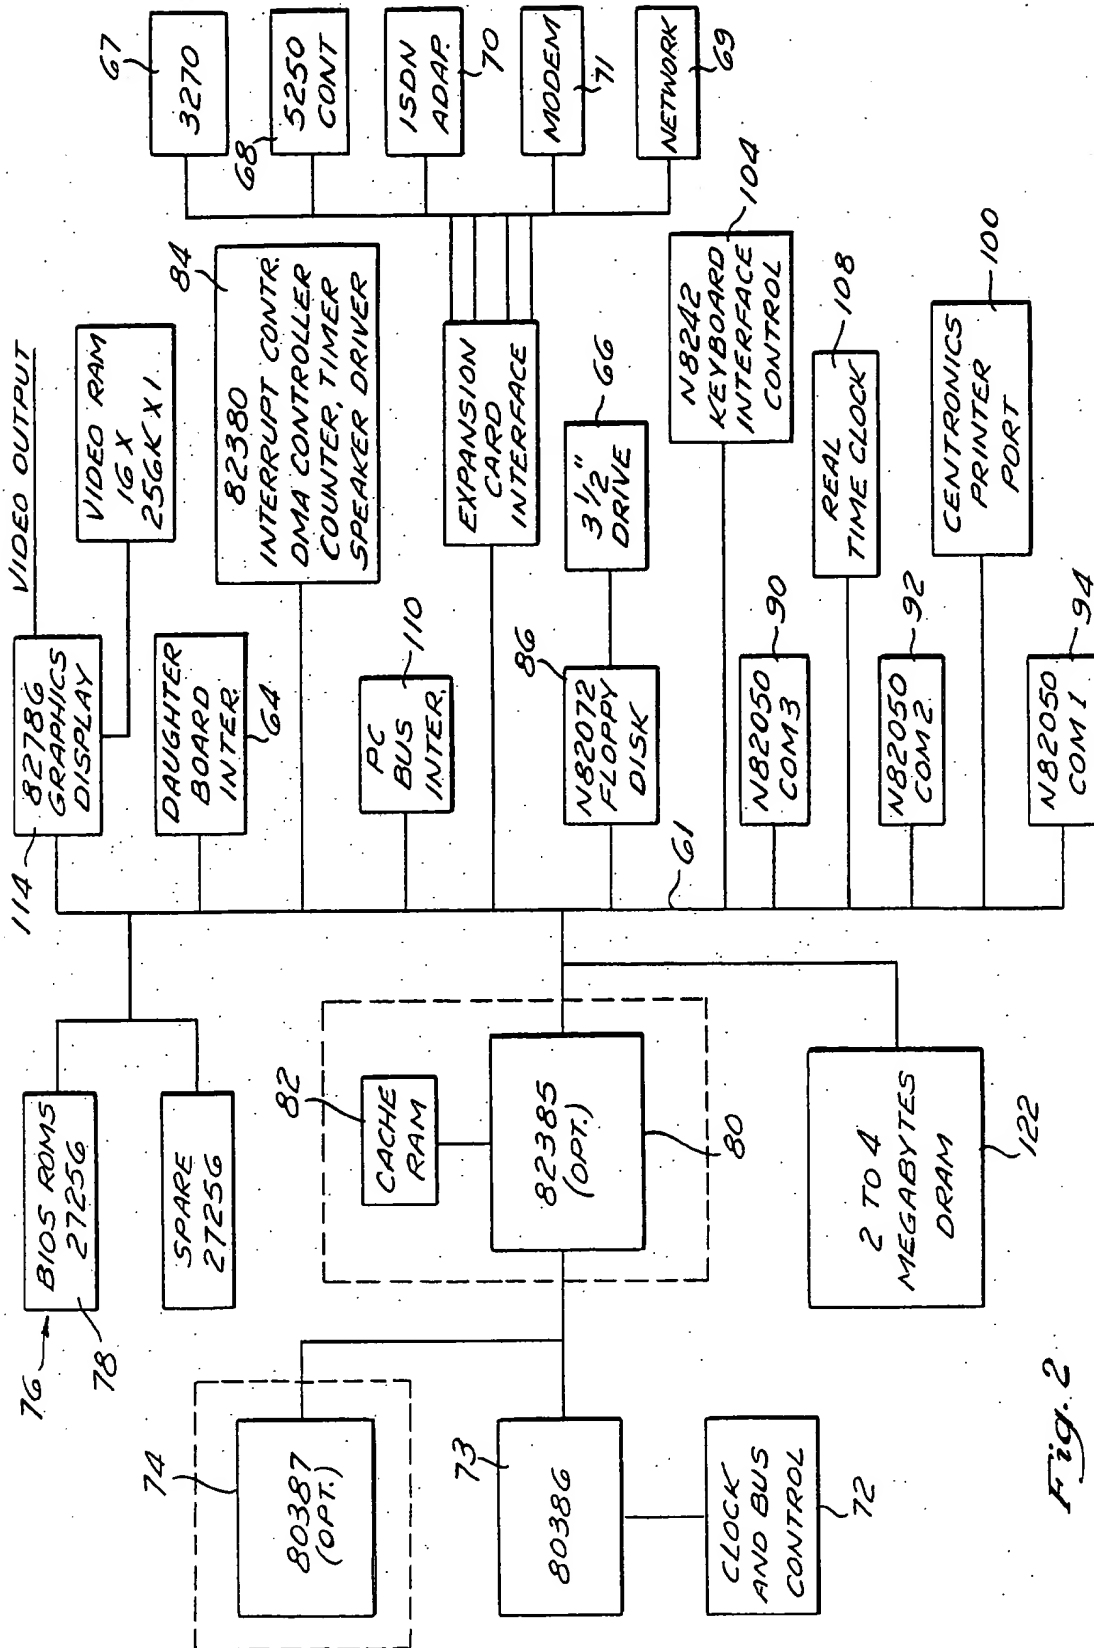 76
BIOS ROMS
27256
78
SPARE
27256
74
80387
(OPT.)
73
80386
CLOCK
AND BUS
CONTROL
72
82
CACHE
RAM
82385
(OPT.)
80
2 TO 4
MEGABYTES
DRAM
122
61
114
82786
GRAPHICS
DISPLAY
VIDEO OUTPUT
VIDEO RAM
16 X
256K X 1
DAUGHTER
BOARD
INTER.
64
84
82380
INTERRUPT CONTR.
DMA CONTROLLER
COUNTER, TIMER
SPEAKER DRIVER
PC
BUS
INTER.
110
EXPANSION
CARD
INTERFACE
67
3270
68
5250
CONT
ISDN
ADAP.
70
MODEM
71
NETWORK
69
86
N82072
FLOPPY
DISK
3 1/2"
DRIVE
66
N8242
KEYBOARD
INTERFACE
CONTROL
104
N82050
COM 3
90
REAL
TIME CLOCK
108
N82050
COM 2
92
CENTRONICS
PRINTER
PORT
100
N82050
COM 1
94
Fig. 2